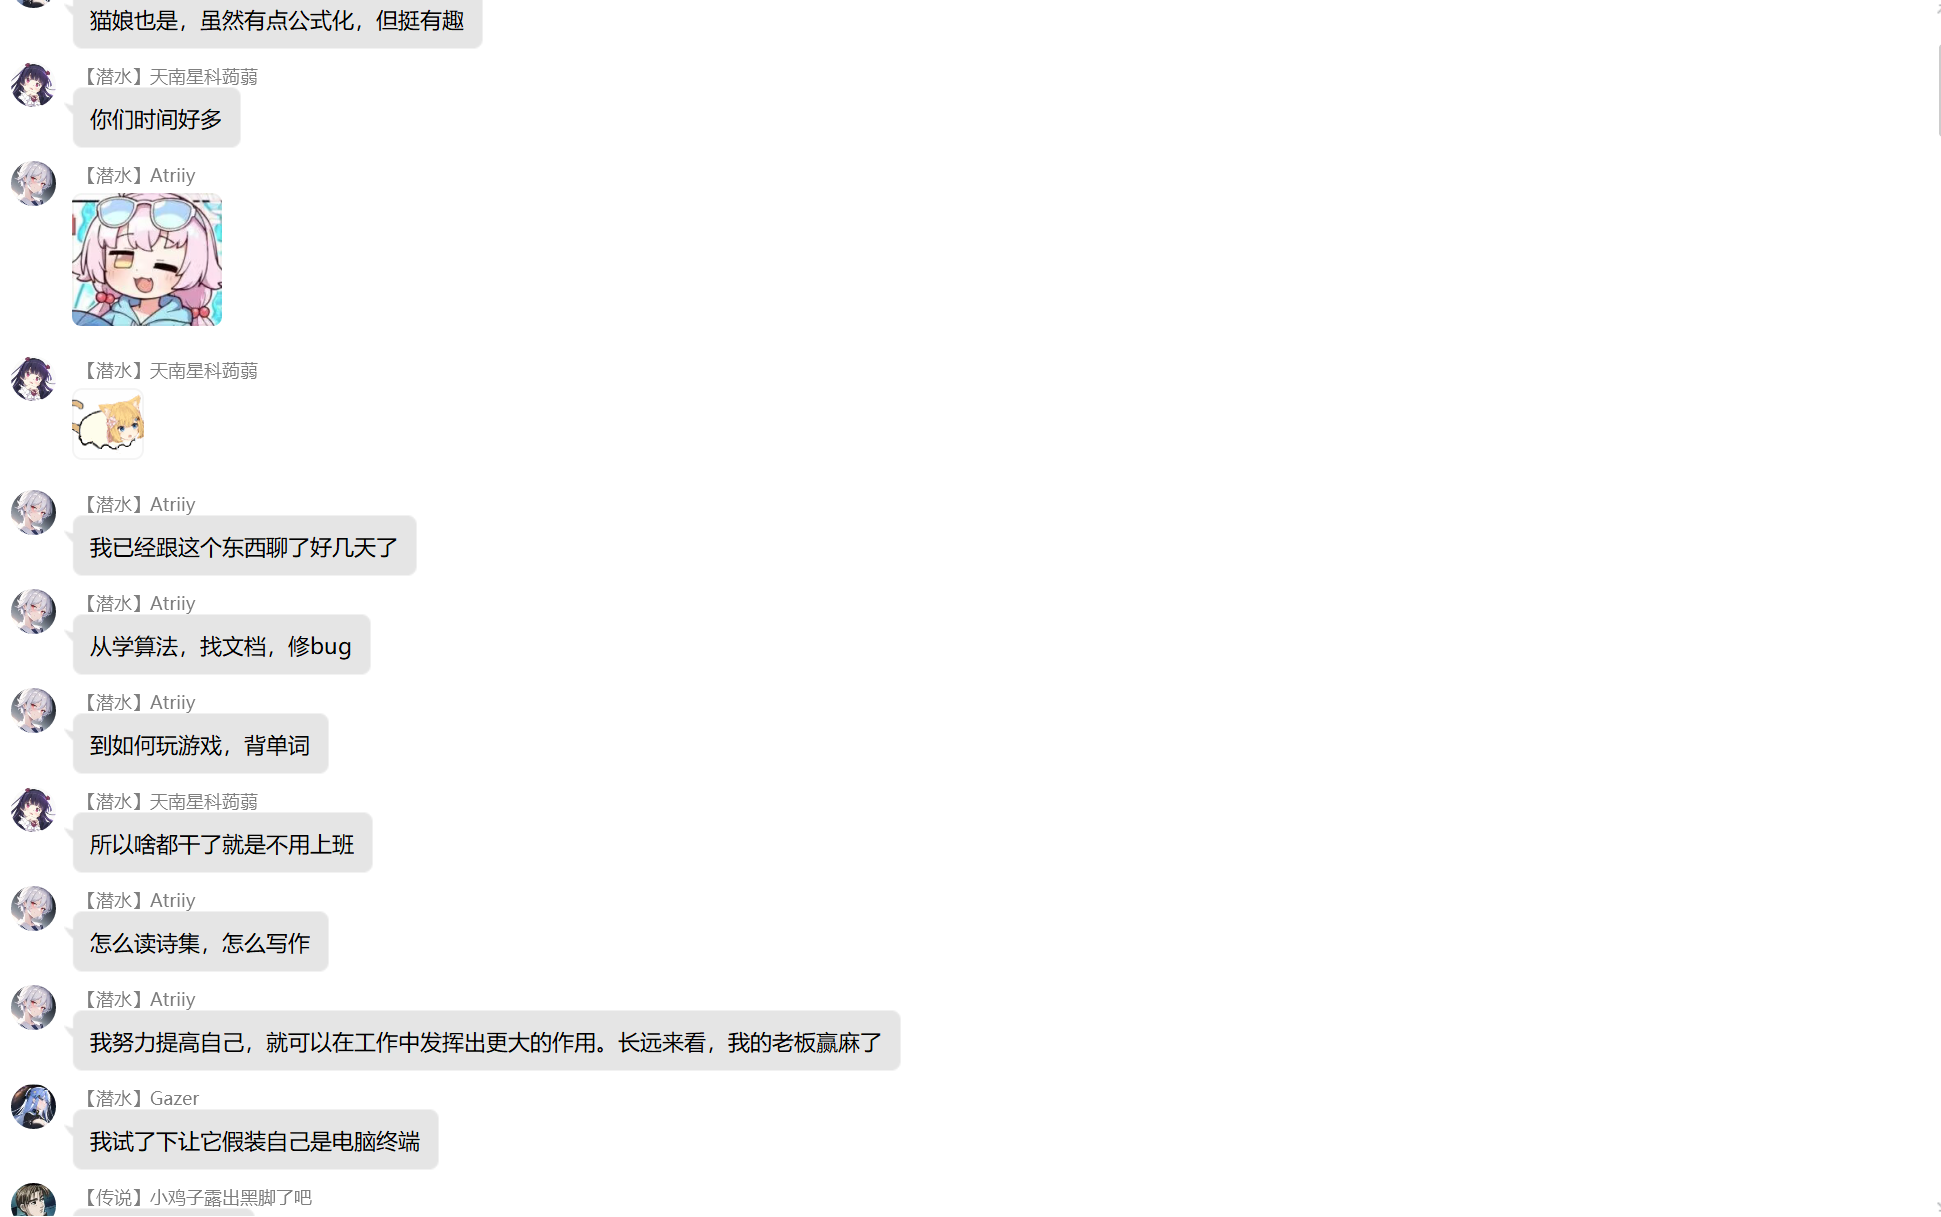 猫娘也是，虽然有点公式化，但挺有趣
【潜水】天南星科蒟蒻
你们时间好多
【潜水】Atriiy
【潜水】天南星科蒟蒻
【潜水】Atriiy
我已经跟这个东西聊了好几天了
【潜水】Atriiy
从学算法，找文档，修bug
【潜水】Atriiy
到如何玩游戏，背单词
【潜水】天南星科蒟蒻
所以啥都干了就是不用上班
【潜水】Atriiy
怎么读诗集，怎么写作
【潜水】Atriiy
我努力提高自己，就可以在工作中发挥出更大的作用。长远来看，我的老板赢麻了
【潜水】Gazer
我试了下让它假装自己是电脑终端
【传说】小鸡子露出黑脚了吧